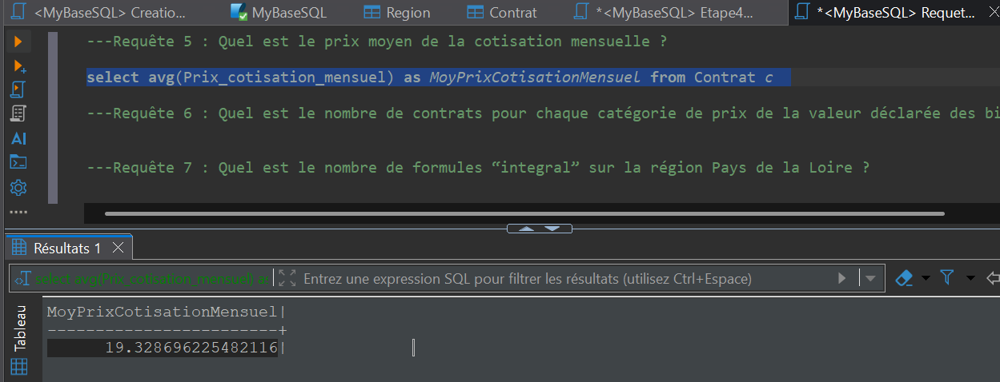 <MyBaseSQL> Creatio... MyBaseSQL Region Contrat *<MyBaseSQL> Etape4... *<MyBaseSQL> Requet...
---Requête 5 : Quel est le prix moyen de la cotisation mensuelle ?
select avg(Prix_cotisation_mensuel) as MoyPrixCotisationMensuel from Contrat c
---Requête 6 : Quel est le nombre de contrats pour chaque catégorie de prix de la valeur déclarée des bi
AI
---Requête 7 : Quel est le nombre de formules “integral” sur la région Pays de la Loire ?
Résultats 1
select avg(Prix_cotisation_mensuel) as Entrez une expression SQL pour filtrer les résultats (utilisez Ctrl+Espace)
Tableau
MoyPrixCotisationMensuel|
------------------------+
19.328696225482116|